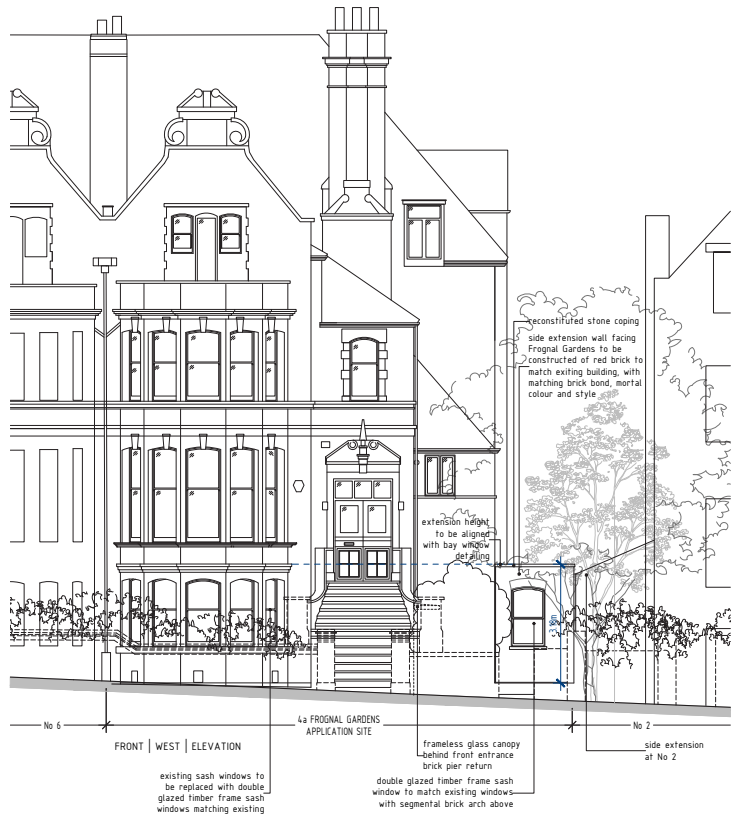 reconstituted stone coping
side extension wall facing
Frognal Gardens to be
constructed of red brick to
match exiting building, with
matching brick bond, mortal
colour and style
extension height
to be aligned
with bay window
detailing
No 6
4a FROGNAL GARDENS
APPLICATION SITE
No 2
FRONT | WEST | ELEVATION
frameless glass canopy
behind front entrance
brick pier return
side extension
at No 2
existing sash windows to
be replaced with double
glazed timber frame sash
windows matching existing
double glazed timber frame sash
window to match existing windows
with segmental brick arch above